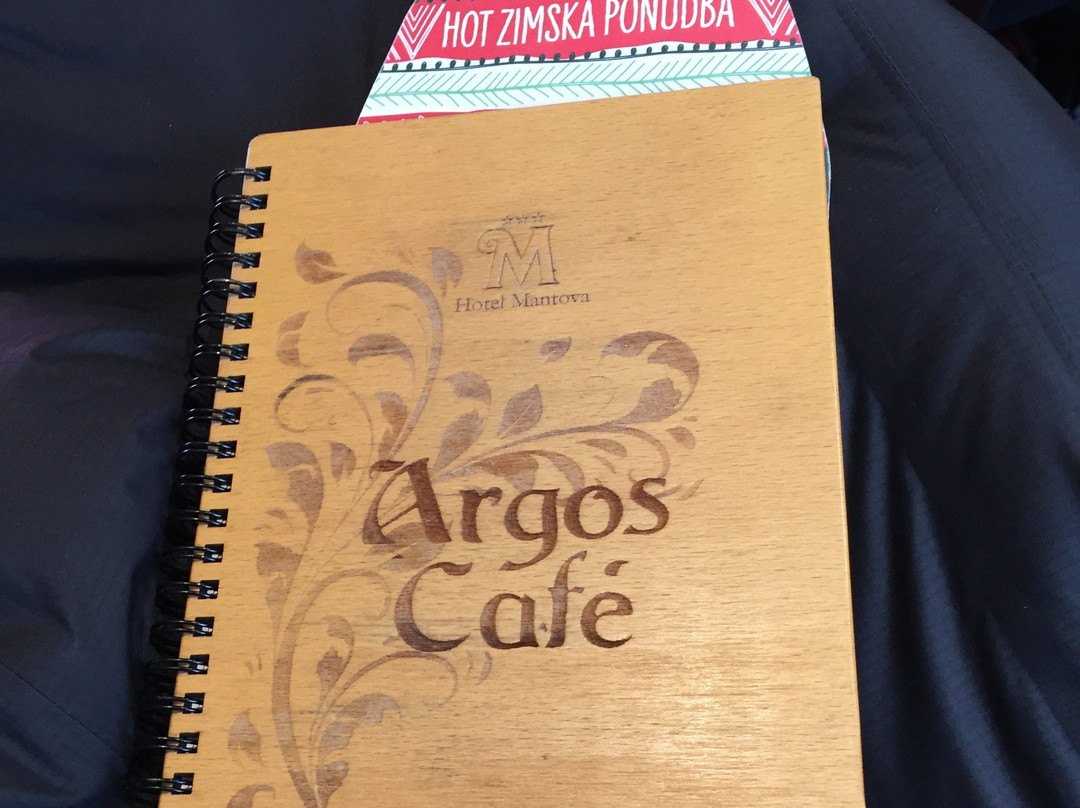 HOT ZIMSKA PONUDBA
M
Hotel Mantova
Argos
Café